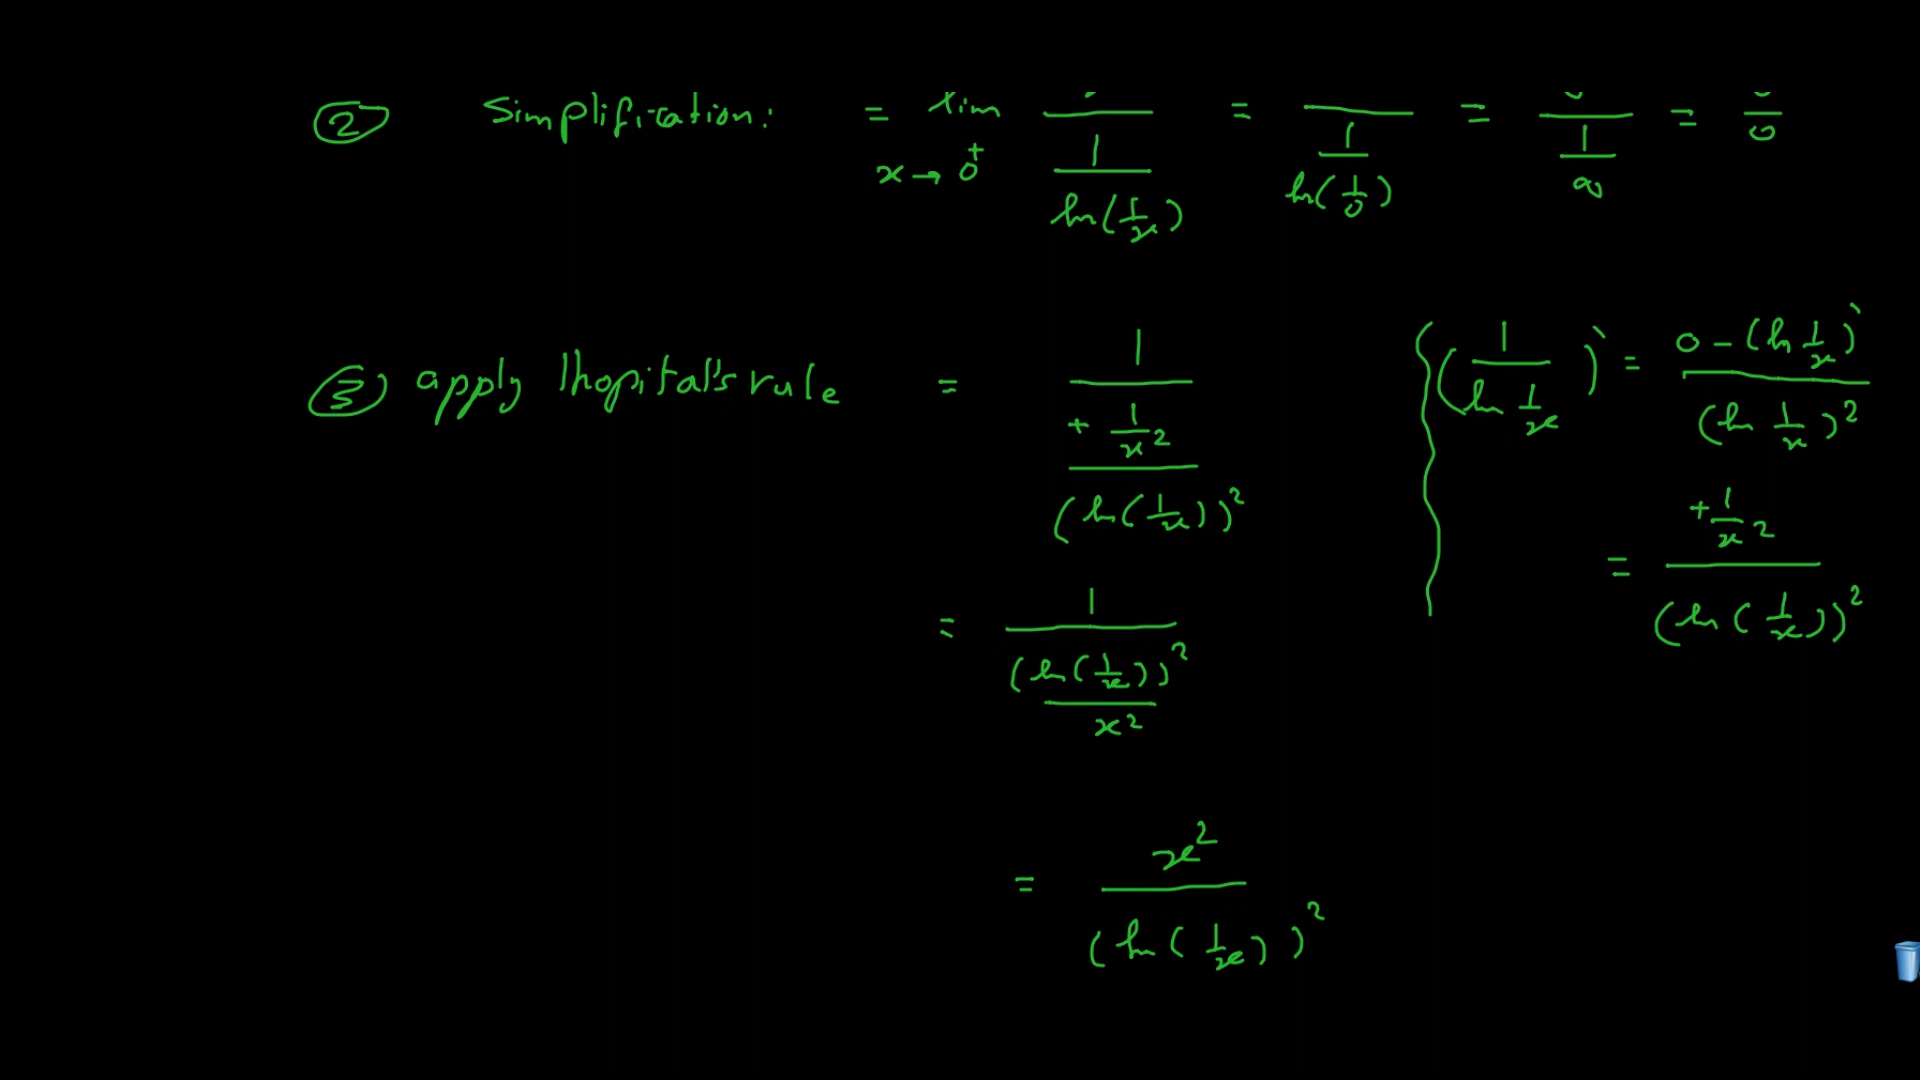 ② Simplification: = lim x→0⁺ / (1/ln(1/x)) = / (1/ln(1/0)) = / (1/∞) = /0
③ apply lhopital's rule = 1 / ((+1/x²)/(ln(1/x))²) { (1/ln 1/x)' = (0-(ln 1/x)')/(ln 1/x)²
= (+1/x²)/(ln(1/x))²
= 1 / ((ln(1/x))²/x²)
= x²/(ln(1/x))²